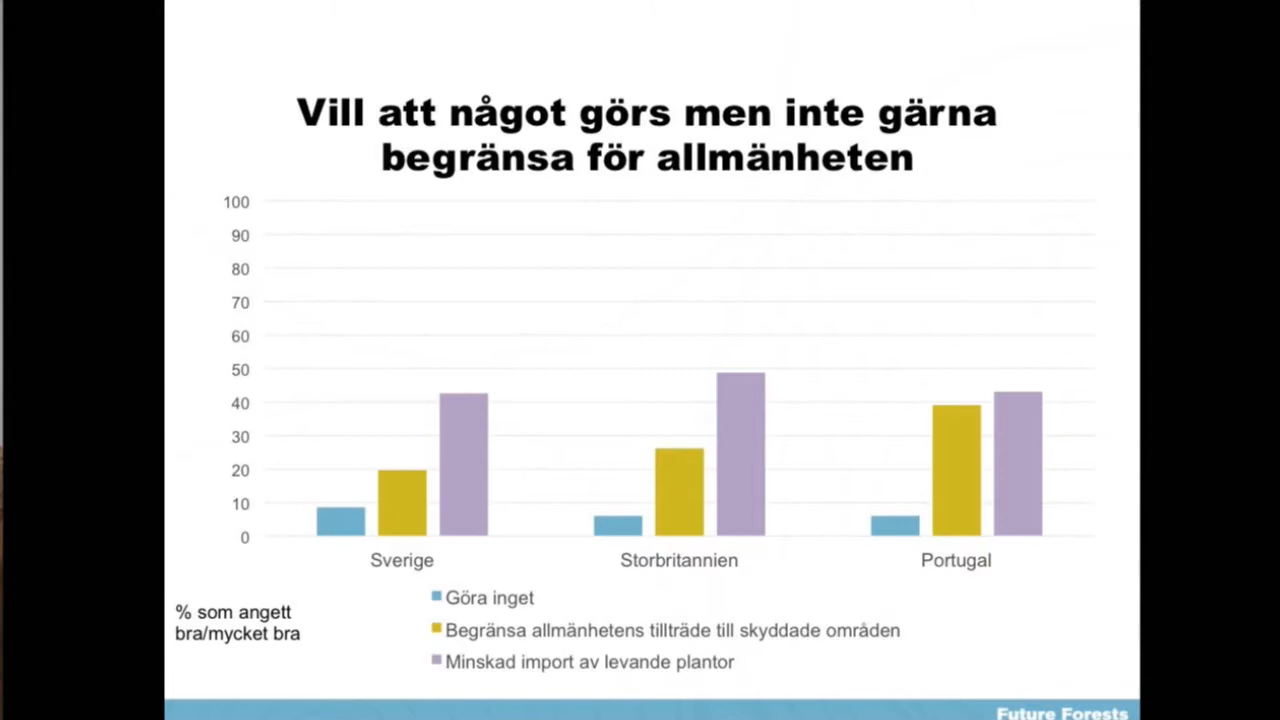 Vill att något görs men inte gärna
begränsa för allmänheten
100
90
80
70
60
50
40
30
20
10
0
Sverige
Storbritannien
Portugal
% som angett
bra/mycket bra
Göra inget
Begränsa allmänhetens tillträde till skyddade områden
Minskad import av levande plantor
Future Forests